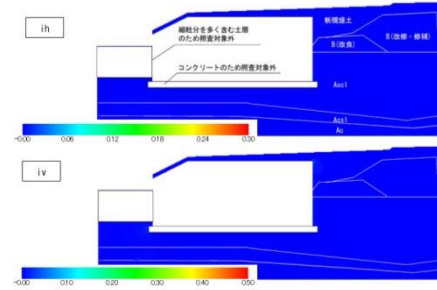 ih
細粒分を多く含む土層
のため照査対象外
コンクリートのため照査対象外
新規盛土
B(改良)
B(改修・修補)
Asc1
Acs1
Ac
-0.00 0.06 0.12 0.18 0.24 0.30
iv
-0.00 0.10 0.20 0.30 0.40 0.50